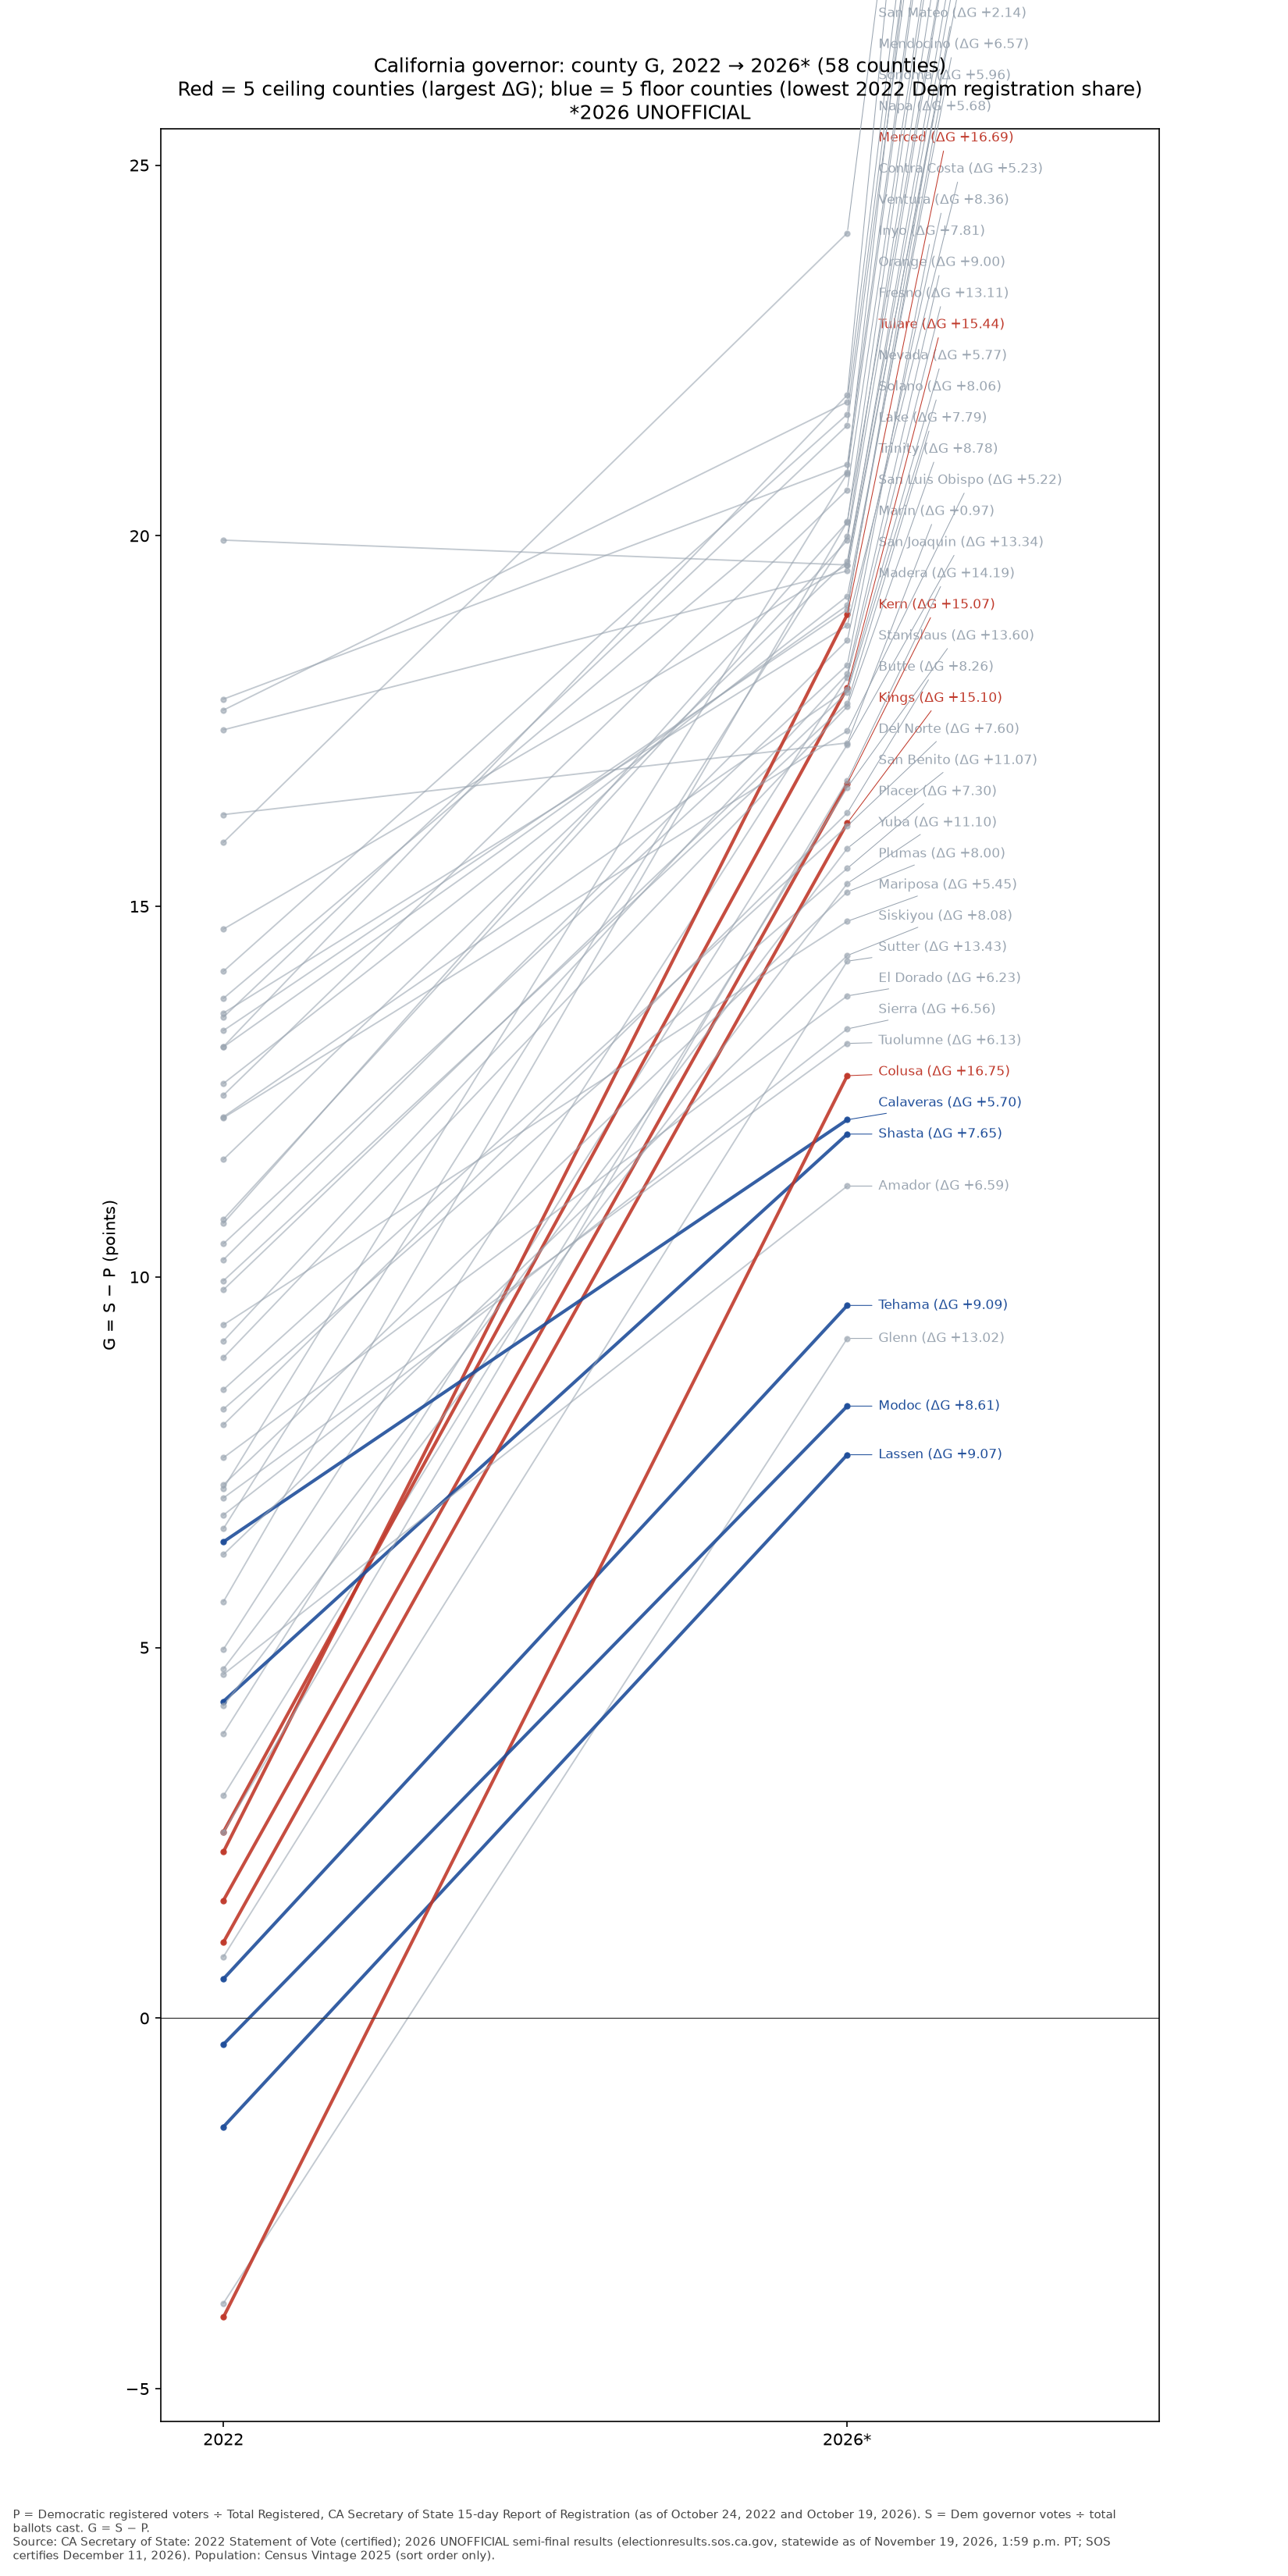 San Mateo (ΔG +2.14)
Mendocino (ΔG +6.57)
California governor: county G, 2022 → 2026* (58 counties)
Sonoma (ΔG +5.96)
Red = 5 ceiling counties (largest ΔG); blue = 5 floor counties (lowest 2022 Dem registration share)
Napa (ΔG +5.68)
*2026 UNOFFICIAL
Merced (ΔG +16.69)
Contra Costa (ΔG +5.23)
Ventura (ΔG +8.36)
Inyo (ΔG +7.81)
Orange (ΔG +9.00)
Fresno (ΔG +13.11)
Tulare (ΔG +15.44)
Nevada (ΔG +5.77)
Solano (ΔG +8.06)
Lake (ΔG +7.79)
Trinity (ΔG +8.78)
San Luis Obispo (ΔG +5.22)
Marin (ΔG −0.97)
San Joaquin (ΔG +13.34)
Madera (ΔG +14.19)
Kern (ΔG +15.07)
Stanislaus (ΔG +13.60)
Butte (ΔG +8.26)
Kings (ΔG +15.10)
Del Norte (ΔG +7.60)
San Benito (ΔG +11.07)
Placer (ΔG +7.30)
Yuba (ΔG +11.10)
Plumas (ΔG +8.00)
Mariposa (ΔG +5.45)
Siskiyou (ΔG +8.08)
Sutter (ΔG +13.43)
El Dorado (ΔG +6.23)
Sierra (ΔG +6.56)
Tuolumne (ΔG +6.13)
Colusa (ΔG +16.75)
Calaveras (ΔG +5.70)
Shasta (ΔG +7.65)
Amador (ΔG +6.59)
Tehama (ΔG +9.09)
Glenn (ΔG +13.02)
Modoc (ΔG +8.61)
Lassen (ΔG +9.07)
G = S − P (points)
25
20
15
10
5
0
−5
2022
2026*
P = Democratic registered voters ÷ Total Registered, CA Secretary of State 15-day Report of Registration (as of October 24, 2022 and October 19, 2026). S = Dem governor votes ÷ total
ballots cast. G = S − P.
Source: CA Secretary of State: 2022 Statement of Vote (certified); 2026 UNOFFICIAL semi-final results (electionresults.sos.ca.gov, statewide as of November 19, 2026, 1:59 p.m. PT; SOS
certifies December 11, 2026). Population: Census Vintage 2025 (sort order only).